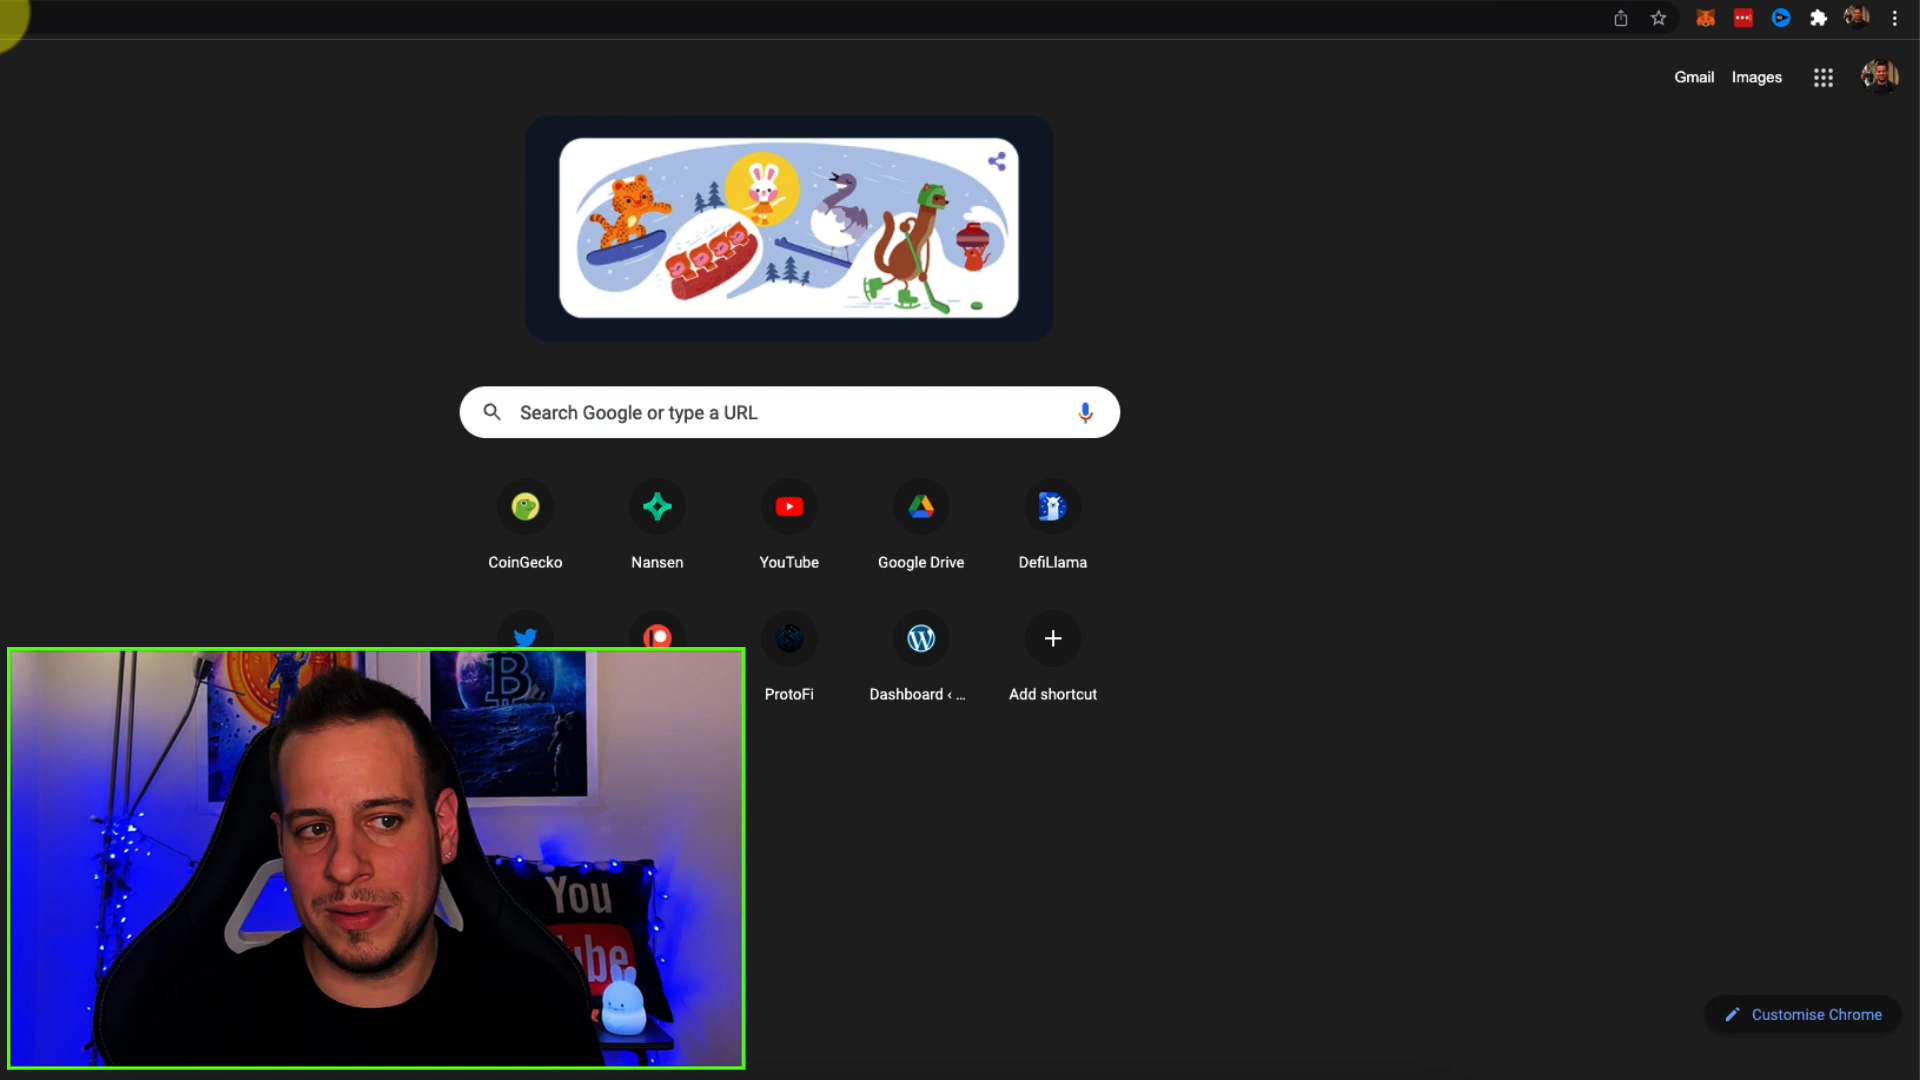 Gmail Images
Search Google or type a URL
CoinGecko
Nansen
YouTube
Google Drive
DefiLlama
ProtoFi
Dashboard ‹ ...
Add shortcut
You
Tube
Customise Chrome